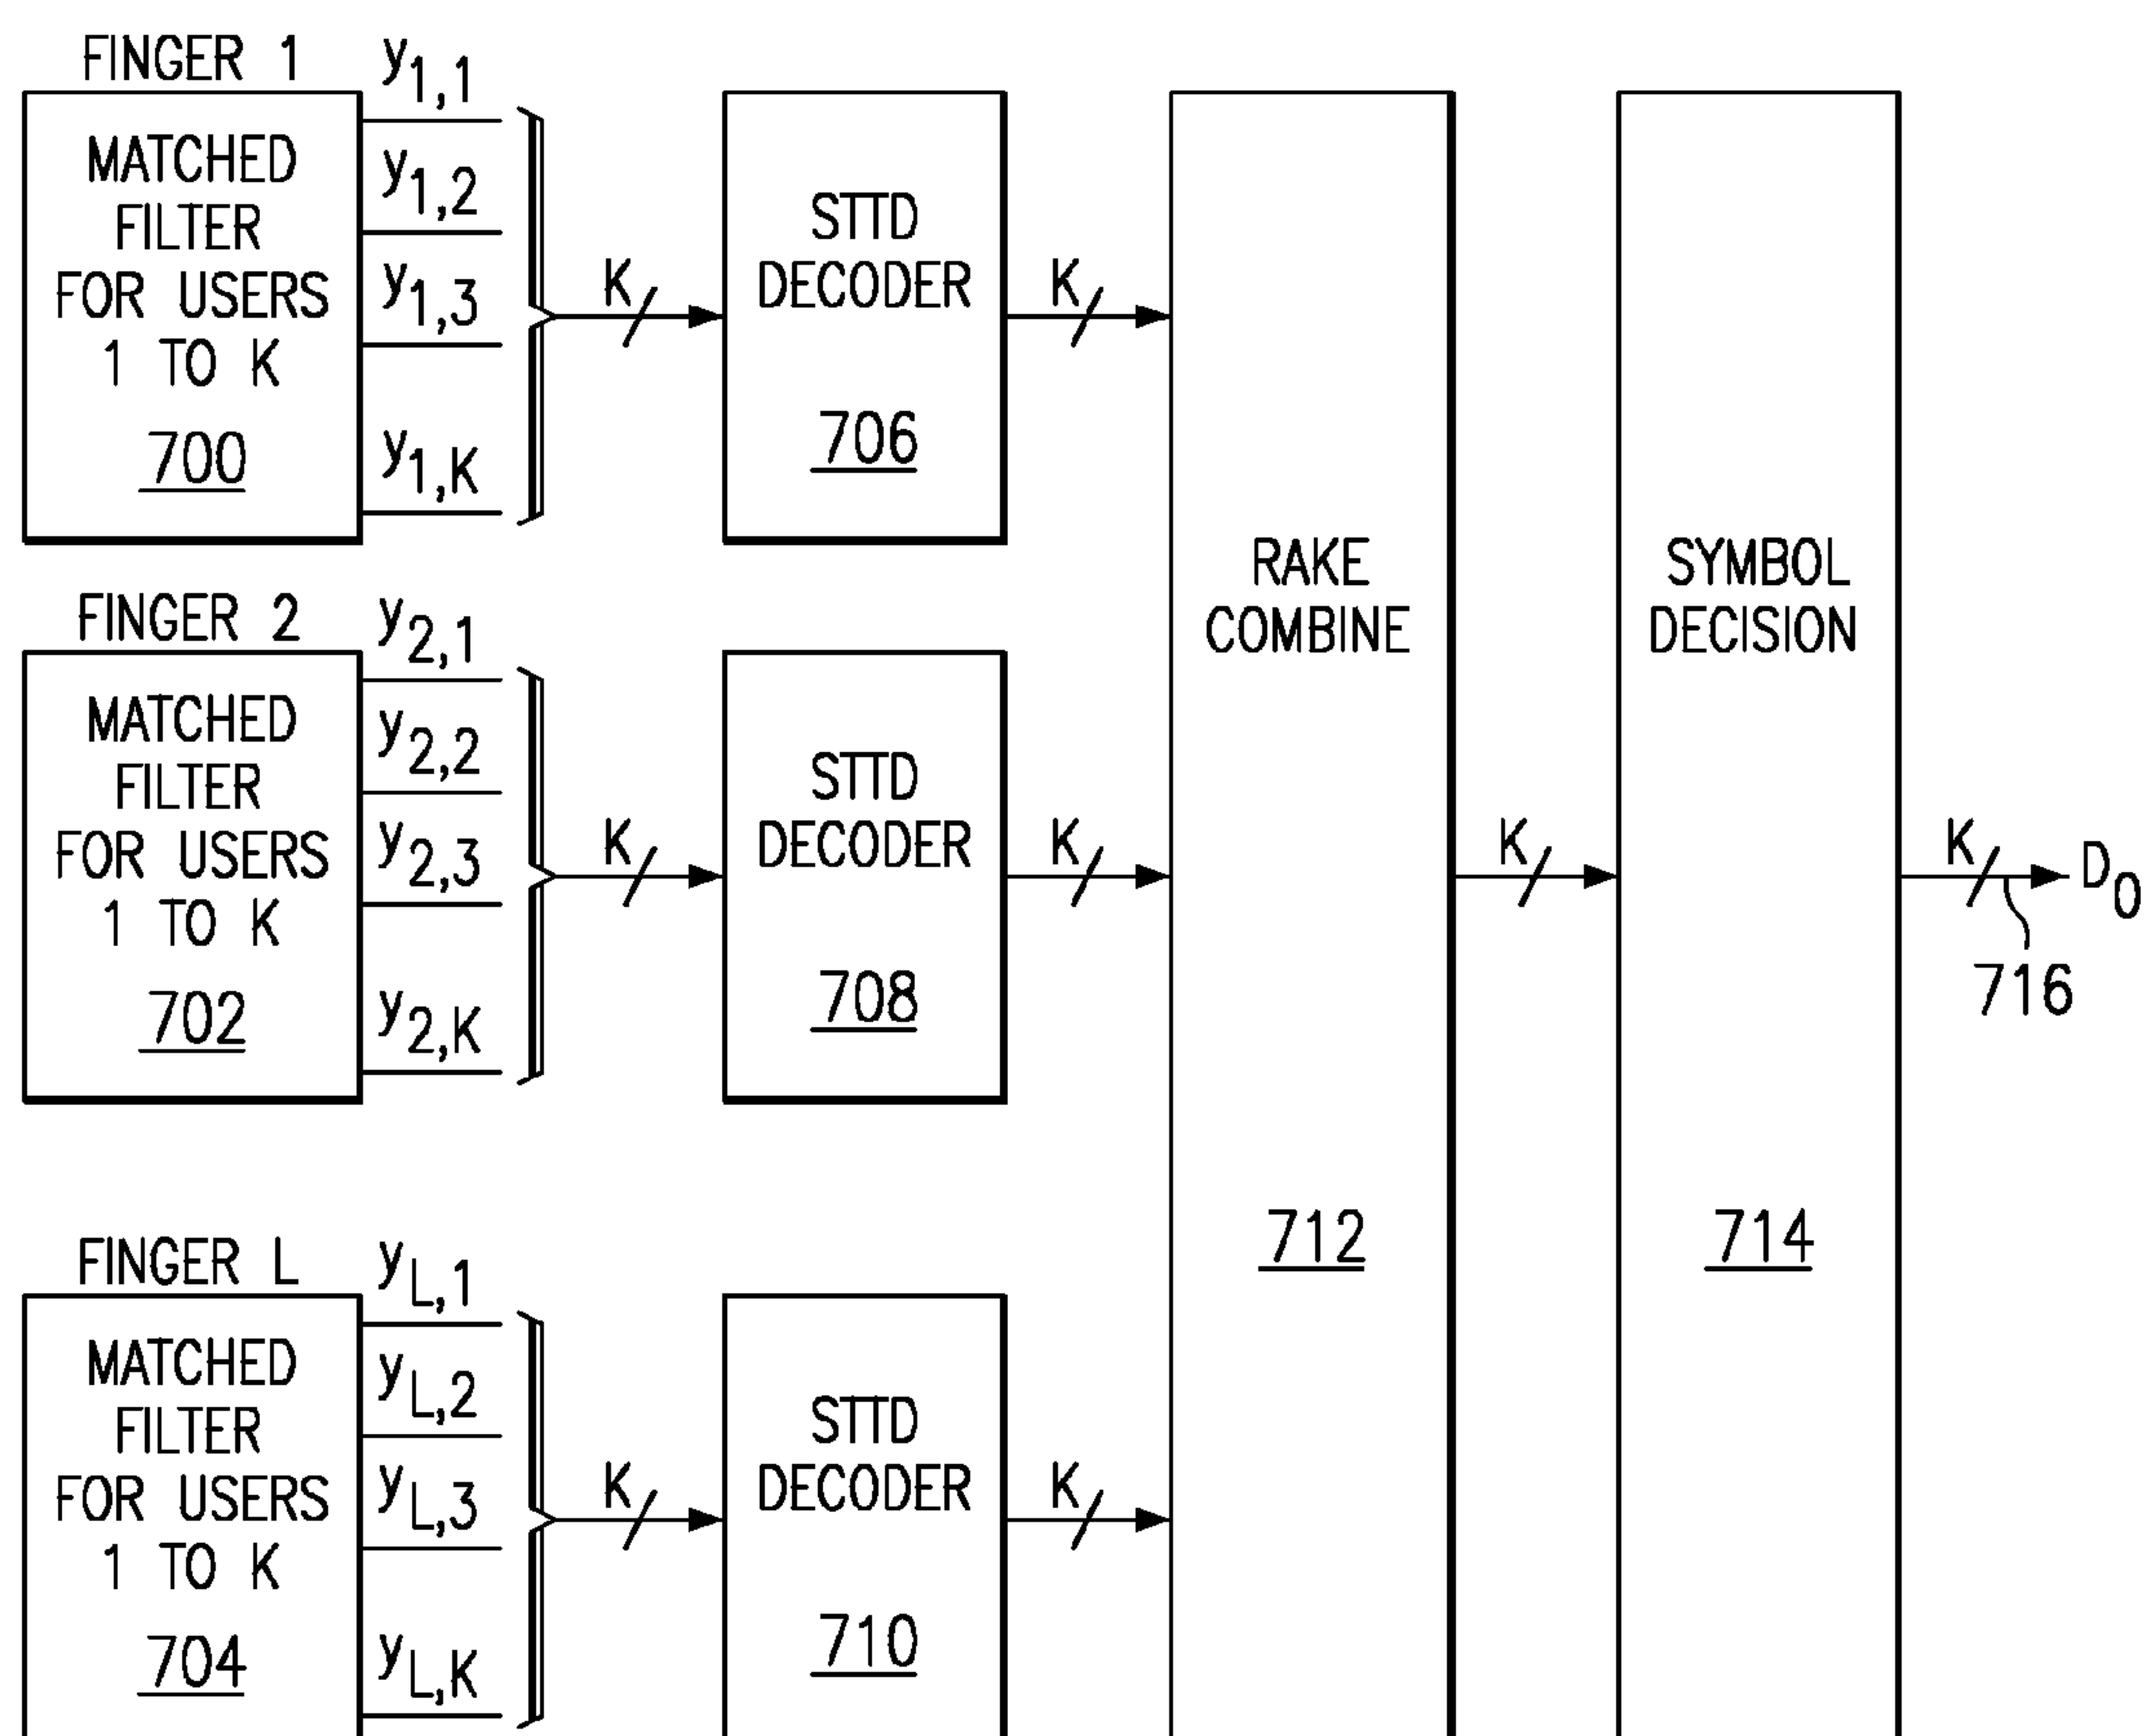 FINGER 1
MATCHED
FILTER
FOR USERS
1 TO K
700
y1,1
y1,2
y1,3
y1,K
K
STTD
DECODER
706
K
FINGER 2
MATCHED
FILTER
FOR USERS
1 TO K
702
y2,1
y2,2
y2,3
y2,K
K
STTD
DECODER
708
K
FINGER L
MATCHED
FILTER
FOR USERS
1 TO K
704
yL,1
yL,2
yL,3
yL,K
K
STTD
DECODER
710
K
RAKE
COMBINE
712
K
SYMBOL
DECISION
714
K
D0
716